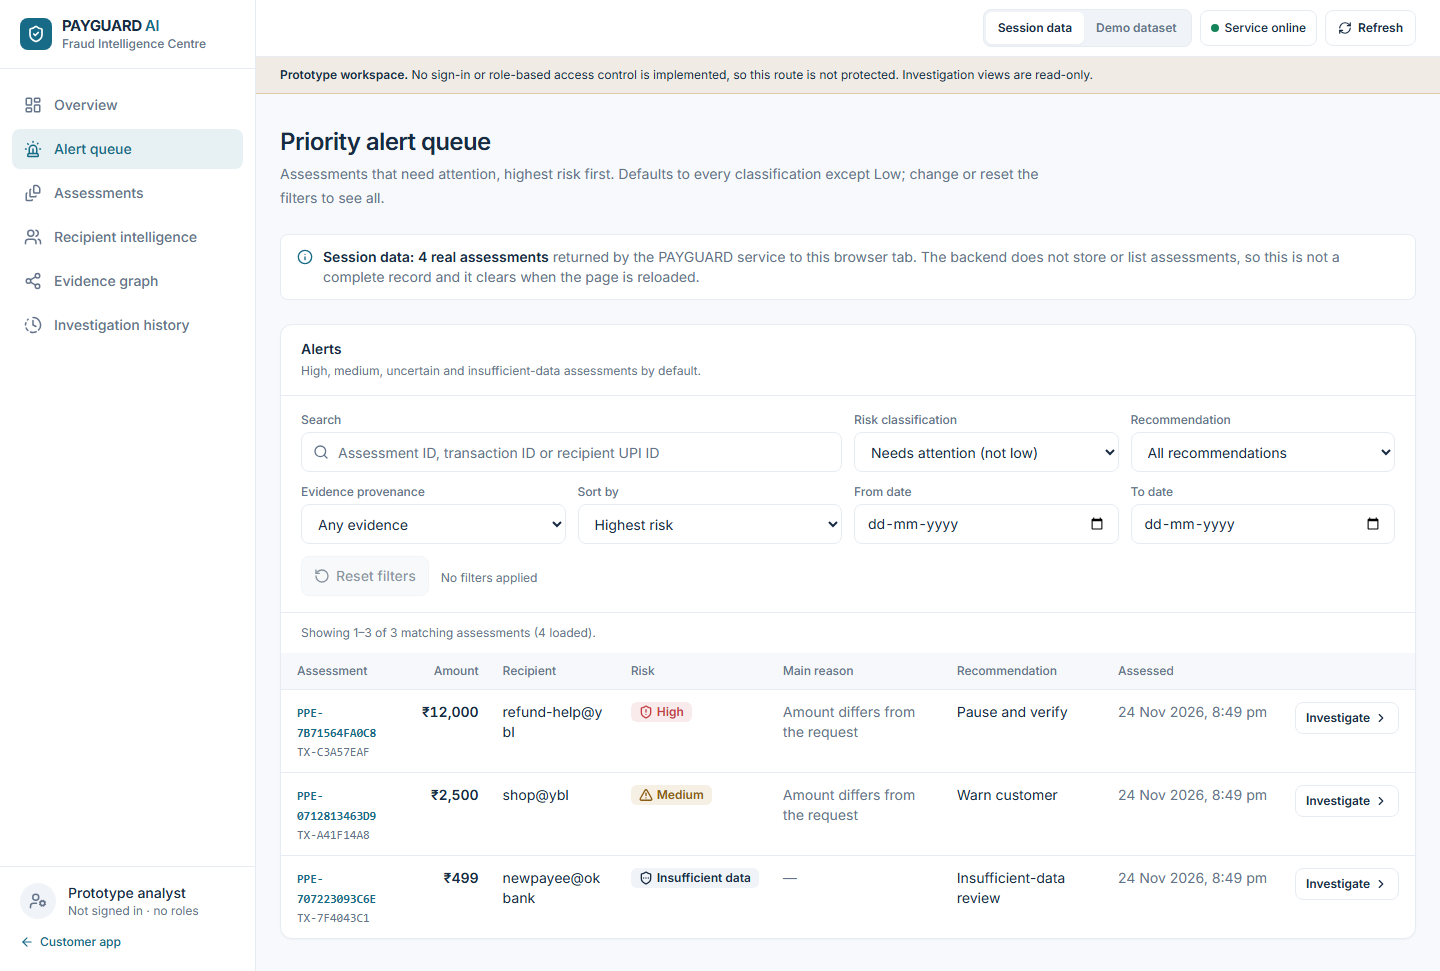 PAYGUARD AI
Fraud Intelligence Centre
Overview
Alert queue
Assessments
Recipient intelligence
Evidence graph
Investigation history
Prototype analyst
Not signed in · no roles
Customer app
Session data
Demo dataset
Service online
Refresh
Prototype workspace. No sign-in or role-based access control is implemented, so this route is not protected. Investigation views are read-only.
Priority alert queue
Assessments that need attention, highest risk first. Defaults to every classification except Low; change or reset the
filters to see all.
Session data: 4 real assessments returned by the PAYGUARD service to this browser tab. The backend does not store or list assessments, so this is not a
complete record and it clears when the page is reloaded.
Alerts
High, medium, uncertain and insufficient-data assessments by default.
Search
Risk classification
Recommendation
Assessment ID, transaction ID or recipient UPI ID
Needs attention (not low)
All recommendations
Evidence provenance
Sort by
From date
To date
Any evidence
Highest risk
dd-mm-yyyy
dd-mm-yyyy
Reset filters
No filters applied
Showing 1–3 of 3 matching assessments (4 loaded).
Assessment Amount Recipient Risk Main reason Recommendation Assessed
PPE- ₹12,000 refund-help@y High Amount differs from Pause and verify 24 Nov 2026, 8:49 pm Investigate
7B71564FA0C8 bl the request
TX-C3A57EAF
PPE- ₹2,500 shop@ybl Medium Amount differs from Warn customer 24 Nov 2026, 8:49 pm Investigate
0712813463D9 the request
TX-A41F14A8
PPE- ₹499 newpayee@ok Insufficient data — Insufficient-data 24 Nov 2026, 8:49 pm Investigate
707223093C6E bank review
TX-7F4043C1